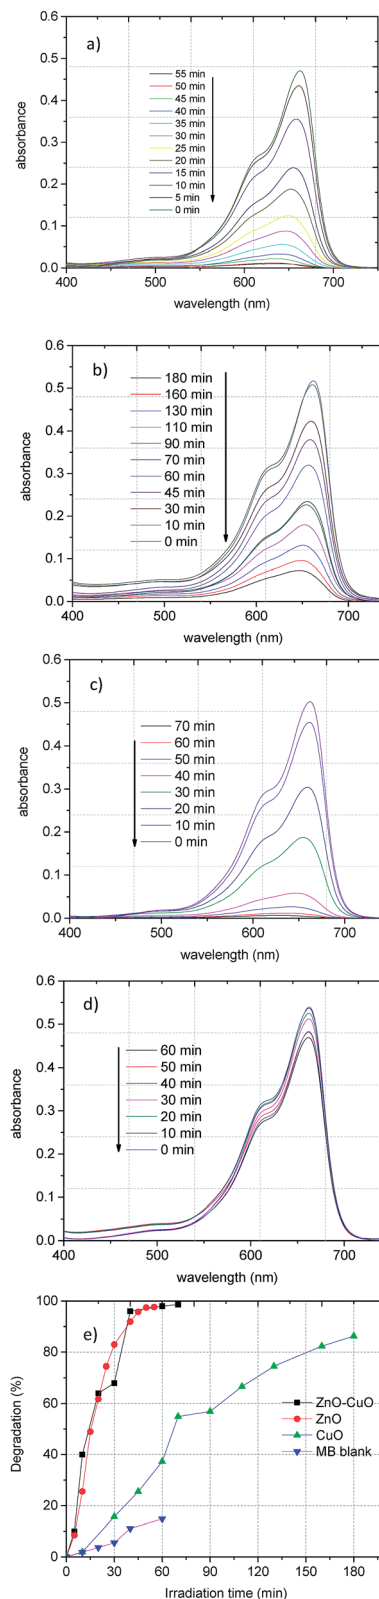 a)
0.6
0.5
0.4
0.3
0.2
0.1
0.0
absorbance
55 min
50 min
45 min
40 min
35 min
30 min
25 min
20 min
15 min
10 min
5 min
0 min
400 500 600 700
wavelength (nm)
b)
0.6
0.5
0.4
0.3
0.2
0.1
0.0
absorbance
180 min
160 min
130 min
110 min
90 min
70 min
60 min
45 min
30 min
10 min
0 min
400 500 600 700
wavelength (nm)
c)
0.6
0.5
0.4
0.3
0.2
0.1
0.0
absorbance
70 min
60 min
50 min
40 min
30 min
20 min
10 min
0 min
400 500 600 700
wavelength (nm)
d)
0.6
0.5
0.4
0.3
0.2
0.1
0.0
absorbance
60 min
50 min
40 min
30 min
20 min
10 min
0 min
400 500 600 700
wavelength (nm)
e)
100
80
60
40
20
0
Degradation (%)
ZnO-CuO
ZnO
CuO
MB blank
0 30 60 90 120 150 180
Irradiation time (min)